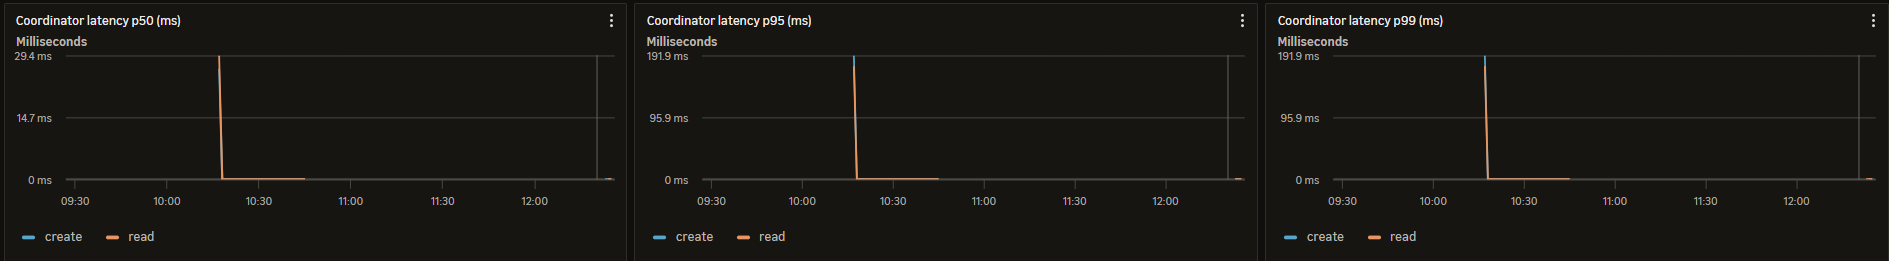 Coordinator latency p50 (ms)
Milliseconds
29.4 ms
14.7 ms
0 ms
09:30 10:00 10:30 11:00 11:30 12:00
create read
Coordinator latency p95 (ms)
Milliseconds
191.9 ms
95.9 ms
0 ms
09:30 10:00 10:30 11:00 11:30 12:00
create read
Coordinator latency p99 (ms)
Milliseconds
191.9 ms
95.9 ms
0 ms
09:30 10:00 10:30 11:00 11:30 12:00
create read